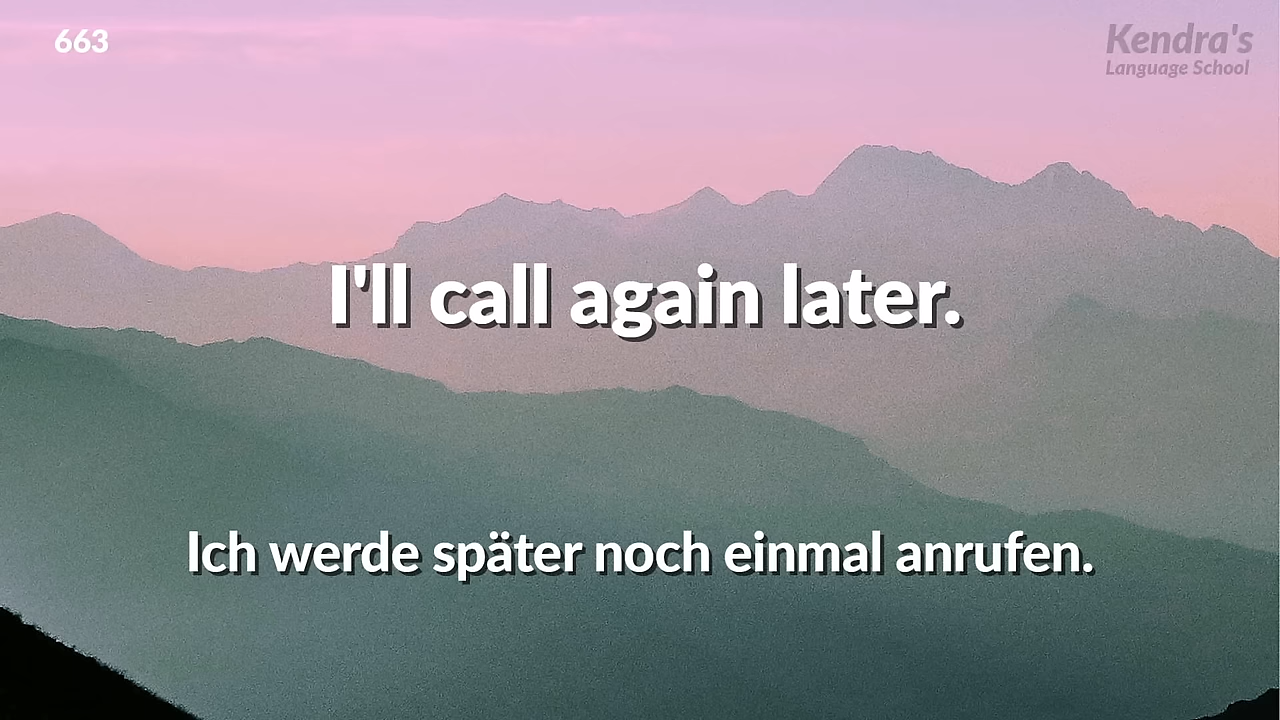 663
Kendra's
Language School
I'll call again later.
Ich werde später noch einmal anrufen.